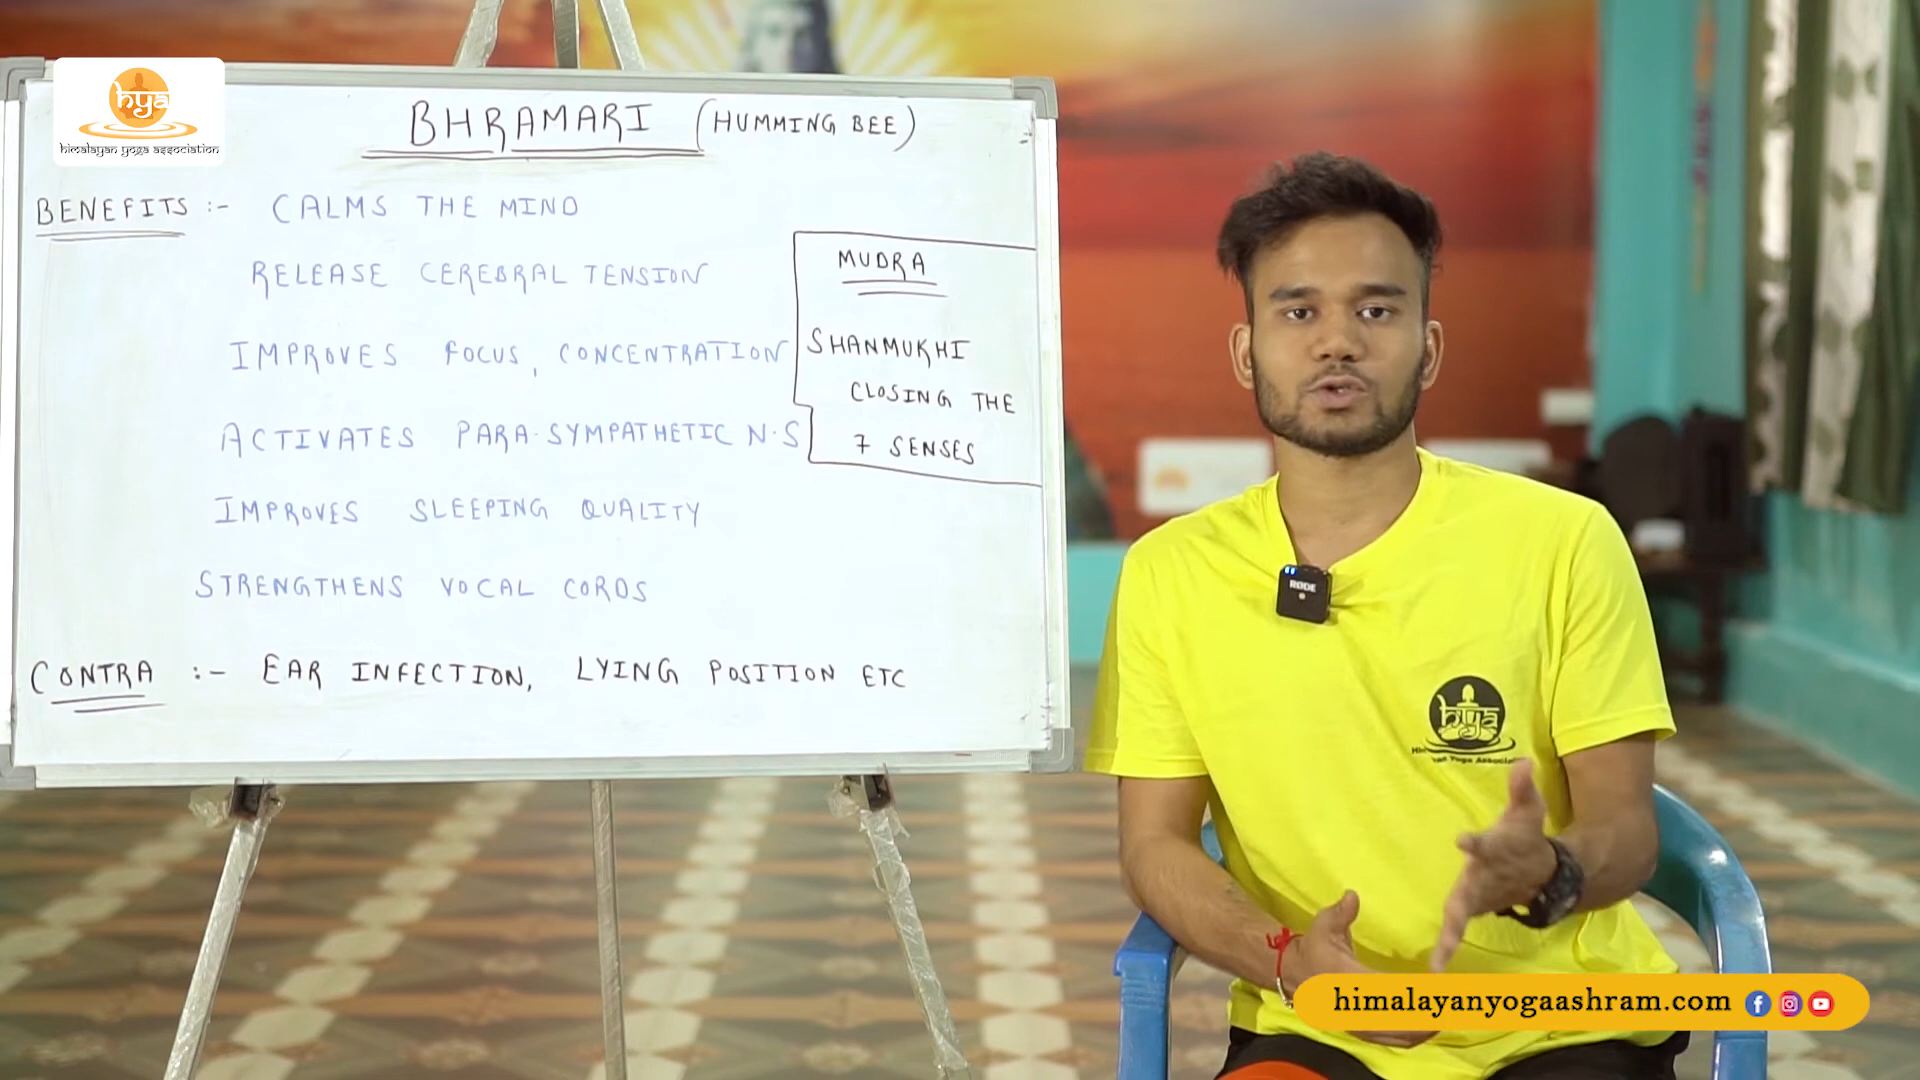 hya
himalayan yoga association
BHRAMARI (HUMMING BEE)
BENEFITS :- CALMS THE MIND
RELEASE CEREBRAL TENSION
IMPROVES FOCUS, CONCENTRATION
ACTIVATES PARA-SYMPATHETIC N.S
IMPROVES SLEEPING QUALITY
STRENGTHENS VOCAL CORDS
MUDRA
SHANMUKHI
CLOSING THE
7 SENSES
CONTRA :- EAR INFECTION, LYING POSITION ETC
RODE
hya
Yoga
himalayanyogaashram.com